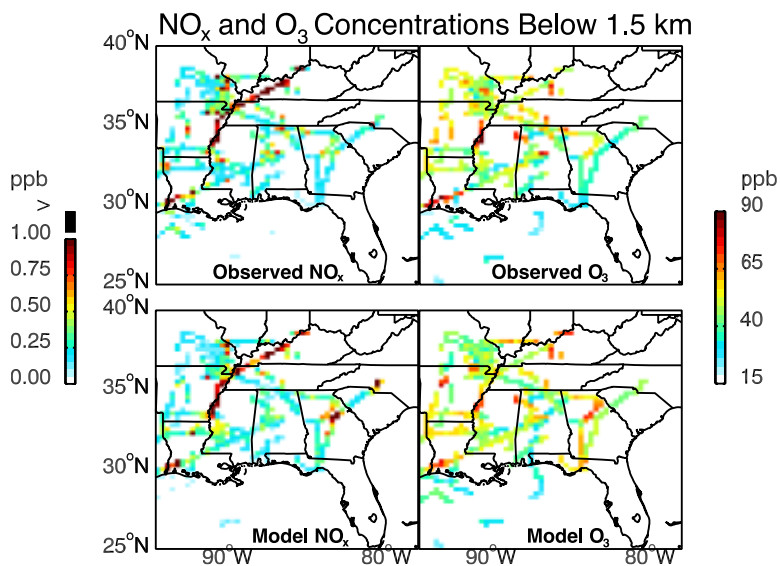 NOₓ and O₃ Concentrations Below 1.5 km
40°N
35°N
30°N
25°N
Observed NOₓ
Observed O₃
ppb
>
1.00
0.75
0.50
0.25
0.00
ppb
90
65
40
15
40°N
35°N
30°N
25°N
Model NOₓ
Model O₃
90°W
80°W
90°W
80°W